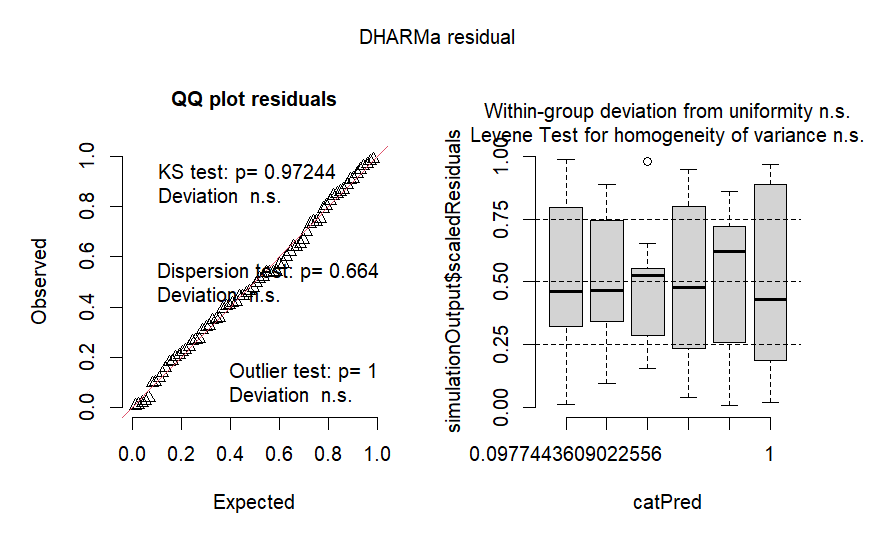 DHARMa residual
QQ plot residuals
KS test: p= 0.97244
Deviation n.s.
Dispersion test: p= 0.664
Deviation n.s.
Outlier test: p= 1
Deviation n.s.
Observed
0.0 0.2 0.4 0.6 0.8 1.0
0.0 0.2 0.4 0.6 0.8 1.0
Expected
Within-group deviation from uniformity n.s.
Levene Test for homogeneity of variance n.s.
simulationOutput$scaledResiduals
0.00 0.25 0.50 0.75 1.00
0.0977443609022556 1
catPred